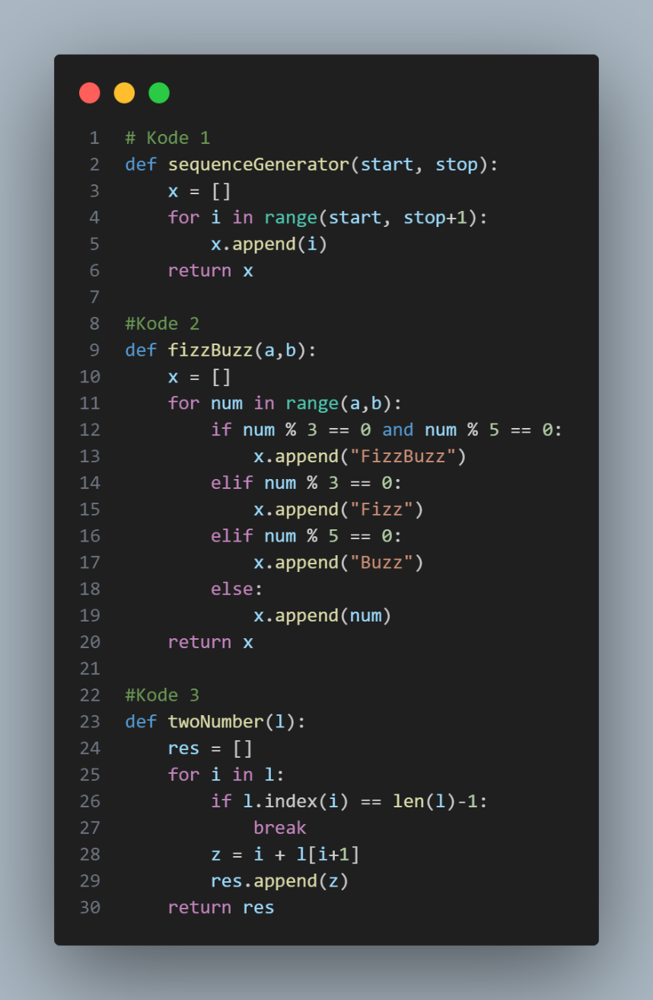 1 # Kode 1
2 def sequenceGenerator(start, stop):
3     x = []
4     for i in range(start, stop+1):
5         x.append(i)
6     return x
7
8 #Kode 2
9 def fizzBuzz(a,b):
10     x = []
11     for num in range(a,b):
12         if num % 3 == 0 and num % 5 == 0:
13             x.append("FizzBuzz")
14         elif num % 3 == 0:
15             x.append("Fizz")
16         elif num % 5 == 0:
17             x.append("Buzz")
18         else:
19             x.append(num)
20     return x
21
22 #Kode 3
23 def twoNumber(l):
24     res = []
25     for i in l:
26         if l.index(i) == len(l)-1:
27             break
28         z = i + l[i+1]
29         res.append(z)
30     return res